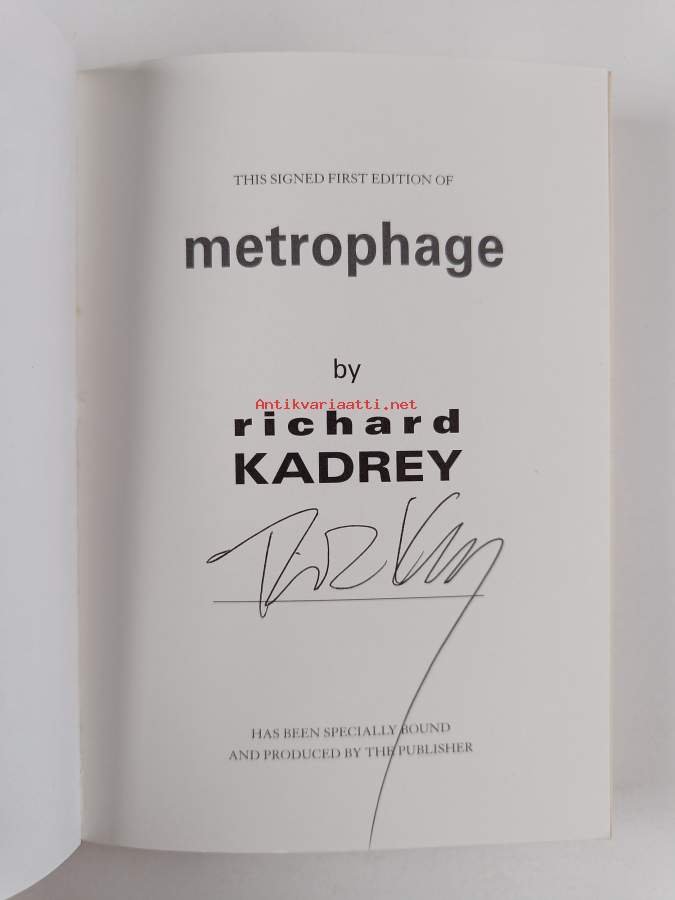 THIS SIGNED FIRST EDITION OF
metrophage
by
Antikvariaatti.net
richard
KADREY
HAS BEEN SPECIALLY BOUND
AND PRODUCED BY THE PUBLISHER